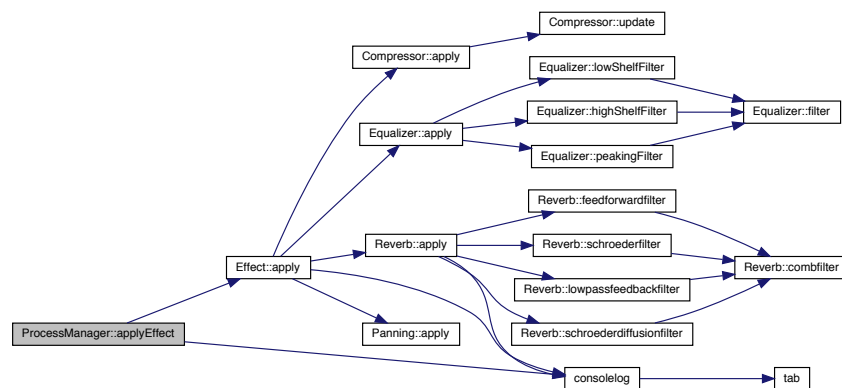 Compressor::update
Compressor::apply
Equalizer::lowShelfFilter
Equalizer::highShelfFilter
Equalizer::filter
Equalizer::apply
Equalizer::peakingFilter
Reverb::feedforwardfilter
Reverb::apply
Reverb::schroederfilter
Effect::apply
Reverb::combfilter
Reverb::lowpassfeedbackfilter
ProcessManager::applyEffect
Panning::apply
Reverb::schroederdiffusionfilter
consolelog
tab